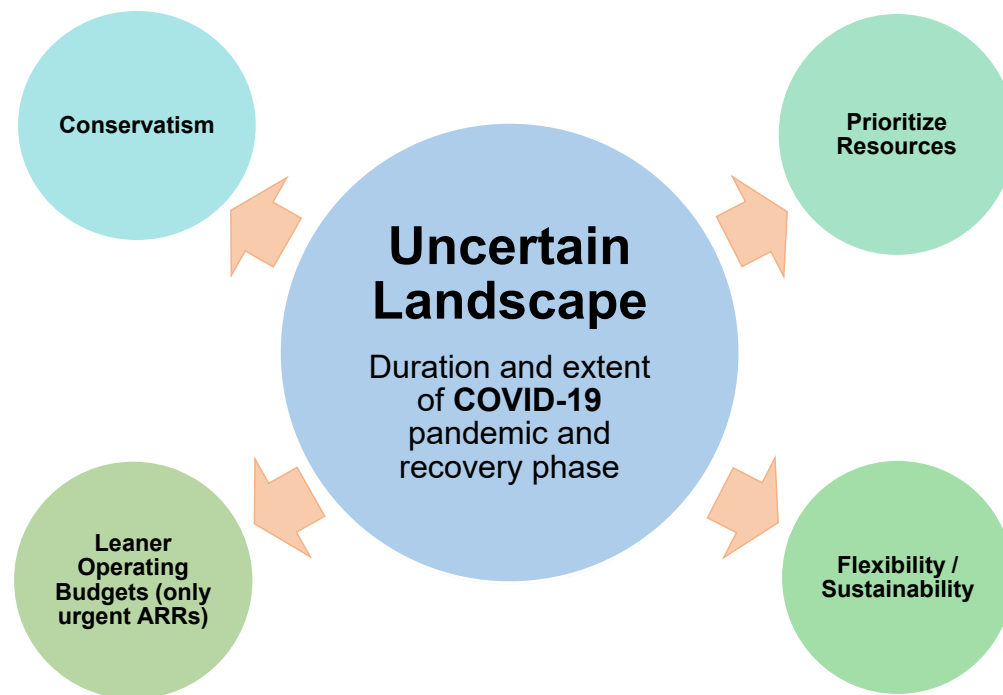 Conservatism
Prioritize
Resources
Uncertain
Landscape
Duration and extent
of COVID-19
pandemic and
recovery phase
Leaner
Operating
Budgets (only
urgent ARRs)
Flexibility /
Sustainability